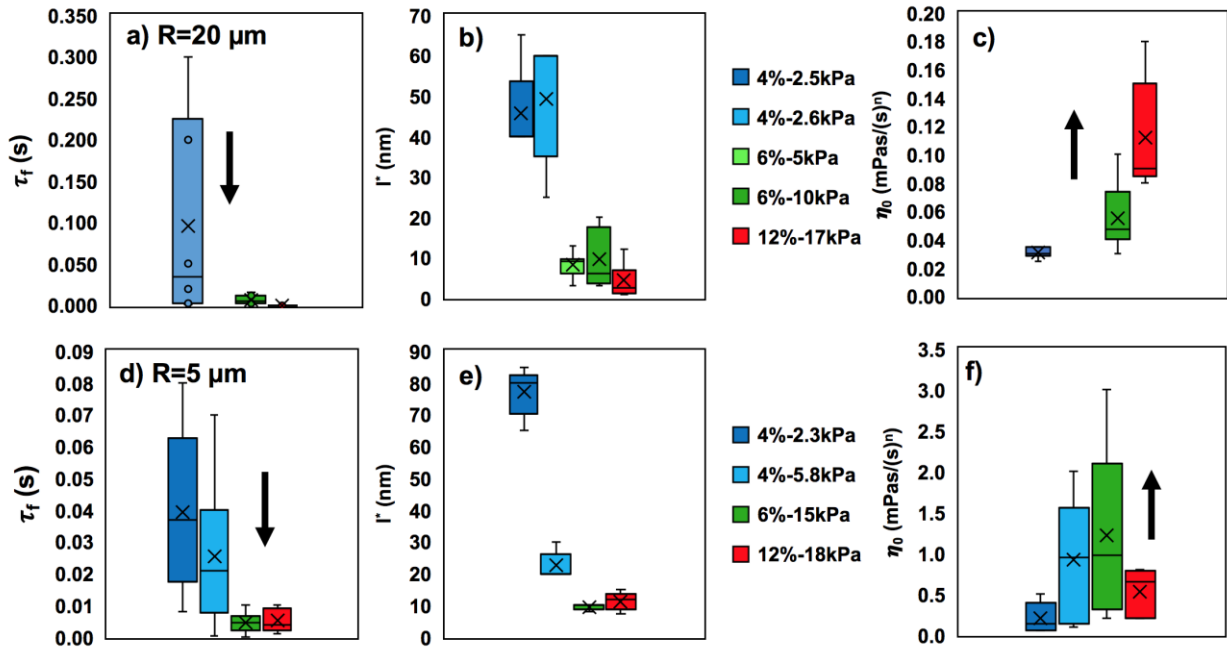 a) R=20 µm
τf (s)
0.350
0.300
0.250
0.200
0.150
0.100
0.050
0.000
b)
l* (nm)
70
60
50
40
30
20
10
0
4%-2.5kPa
4%-2.6kPa
6%-5kPa
6%-10kPa
12%-17kPa
c)
η0 (mPas/(s)ⁿ)
0.20
0.18
0.16
0.14
0.12
0.10
0.08
0.06
0.04
0.02
0.00
d) R=5 µm
τf (s)
0.09
0.08
0.07
0.06
0.05
0.04
0.03
0.02
0.01
0.00
e)
l* (nm)
90
80
70
60
50
40
30
20
10
0
4%-2.3kPa
4%-5.8kPa
6%-15kPa
12%-18kPa
f)
η0 (mPas/(s)ⁿ)
3.5
3.0
2.5
2.0
1.5
1.0
0.5
0.0